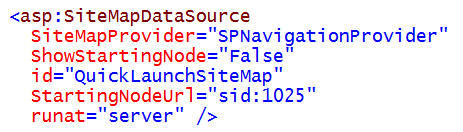 <asp:SiteMapDataSource
SiteMapProvider="SPNavigationProvider"
ShowStartingNode="False"
id="QuickLaunchSiteMap"
StartingNodeUrl="sid:1025"
runat="server" />